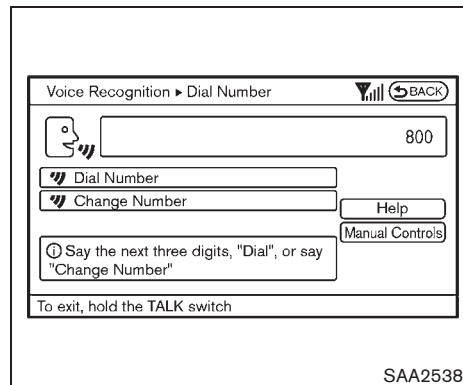 Voice Recognition ▸ Dial Number BACK
800
Dial Number
Change Number
Help
Manual Controls
Say the next three digits, "Dial", or say
"Change Number"
To exit, hold the TALK switch
SAA2538